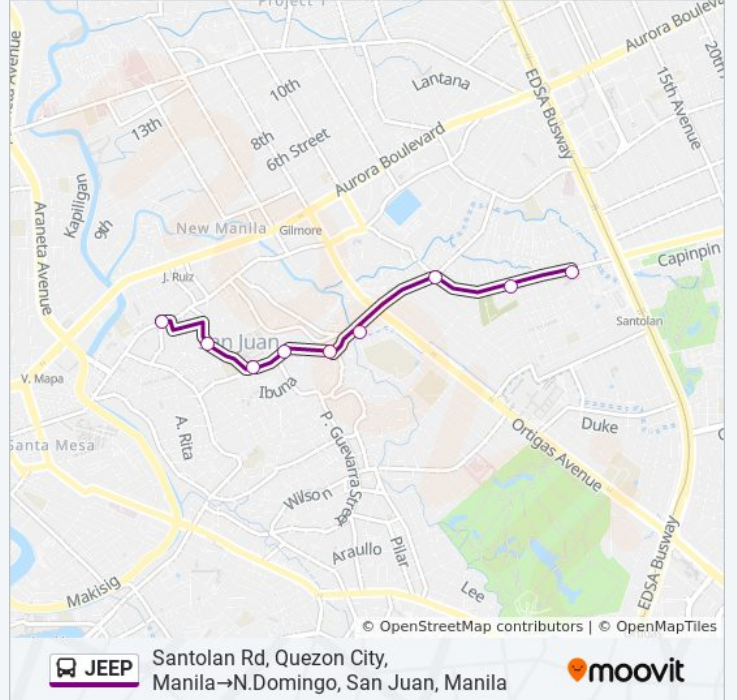 Project 1
Aurora Boulevard
20th
10th
Lantana
EDSA Busway
15th Avenue
13th
8th
6th Street
Aurora Boulevard
Kapiligan
9th
Araneta Avenue
New Manila
Gilmore
Capinpin
J. Ruiz
Santolan
San Juan
V. Mapa
Ibuna
A. Rita
P. Guevarra Street
Duke
Ortigas Avenue
Santa Mesa
Wilson
EDSA Busway
Araullo
Pilar
Makisig
Lee
© OpenStreetMap contributors | © OpenMapTiles
JEEP
Santolan Rd, Quezon City,
Manila→N.Domingo, San Juan, Manila
moovit